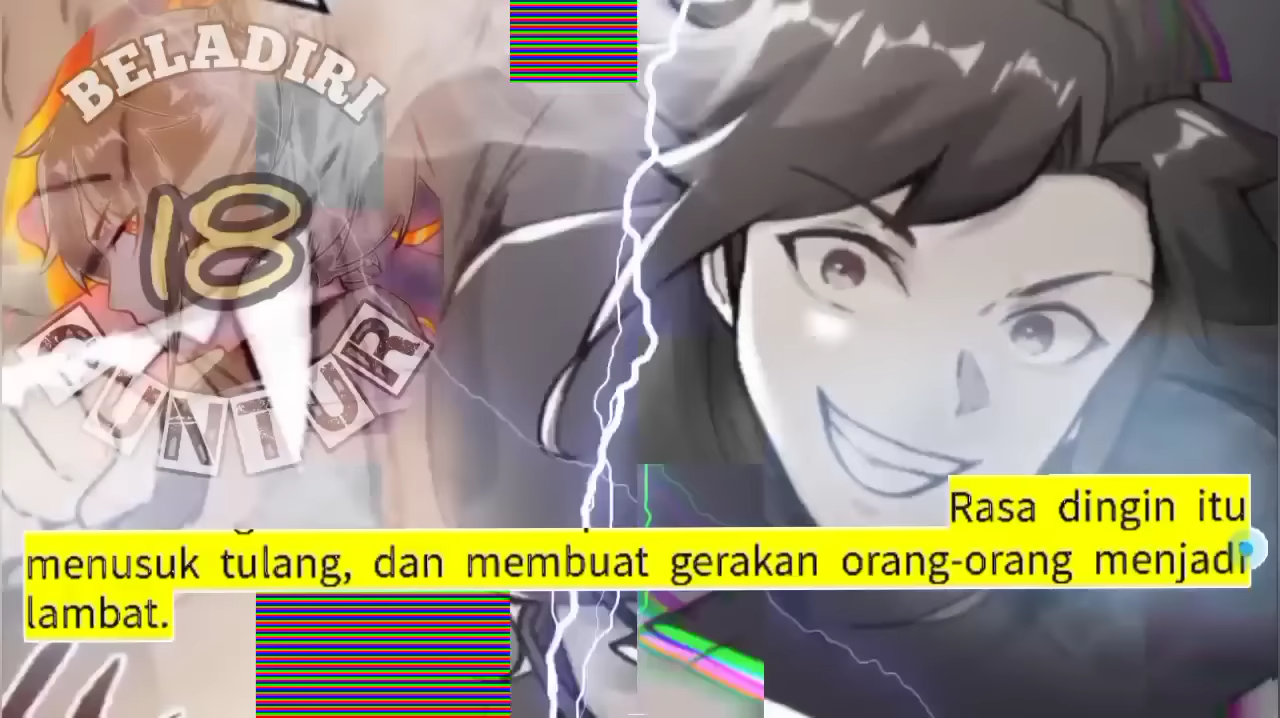 BELADIRI
18
GUNTUR
Rasa dingin itu
menusuk tulang, dan membuat gerakan orang-orang menjadi
lambat.